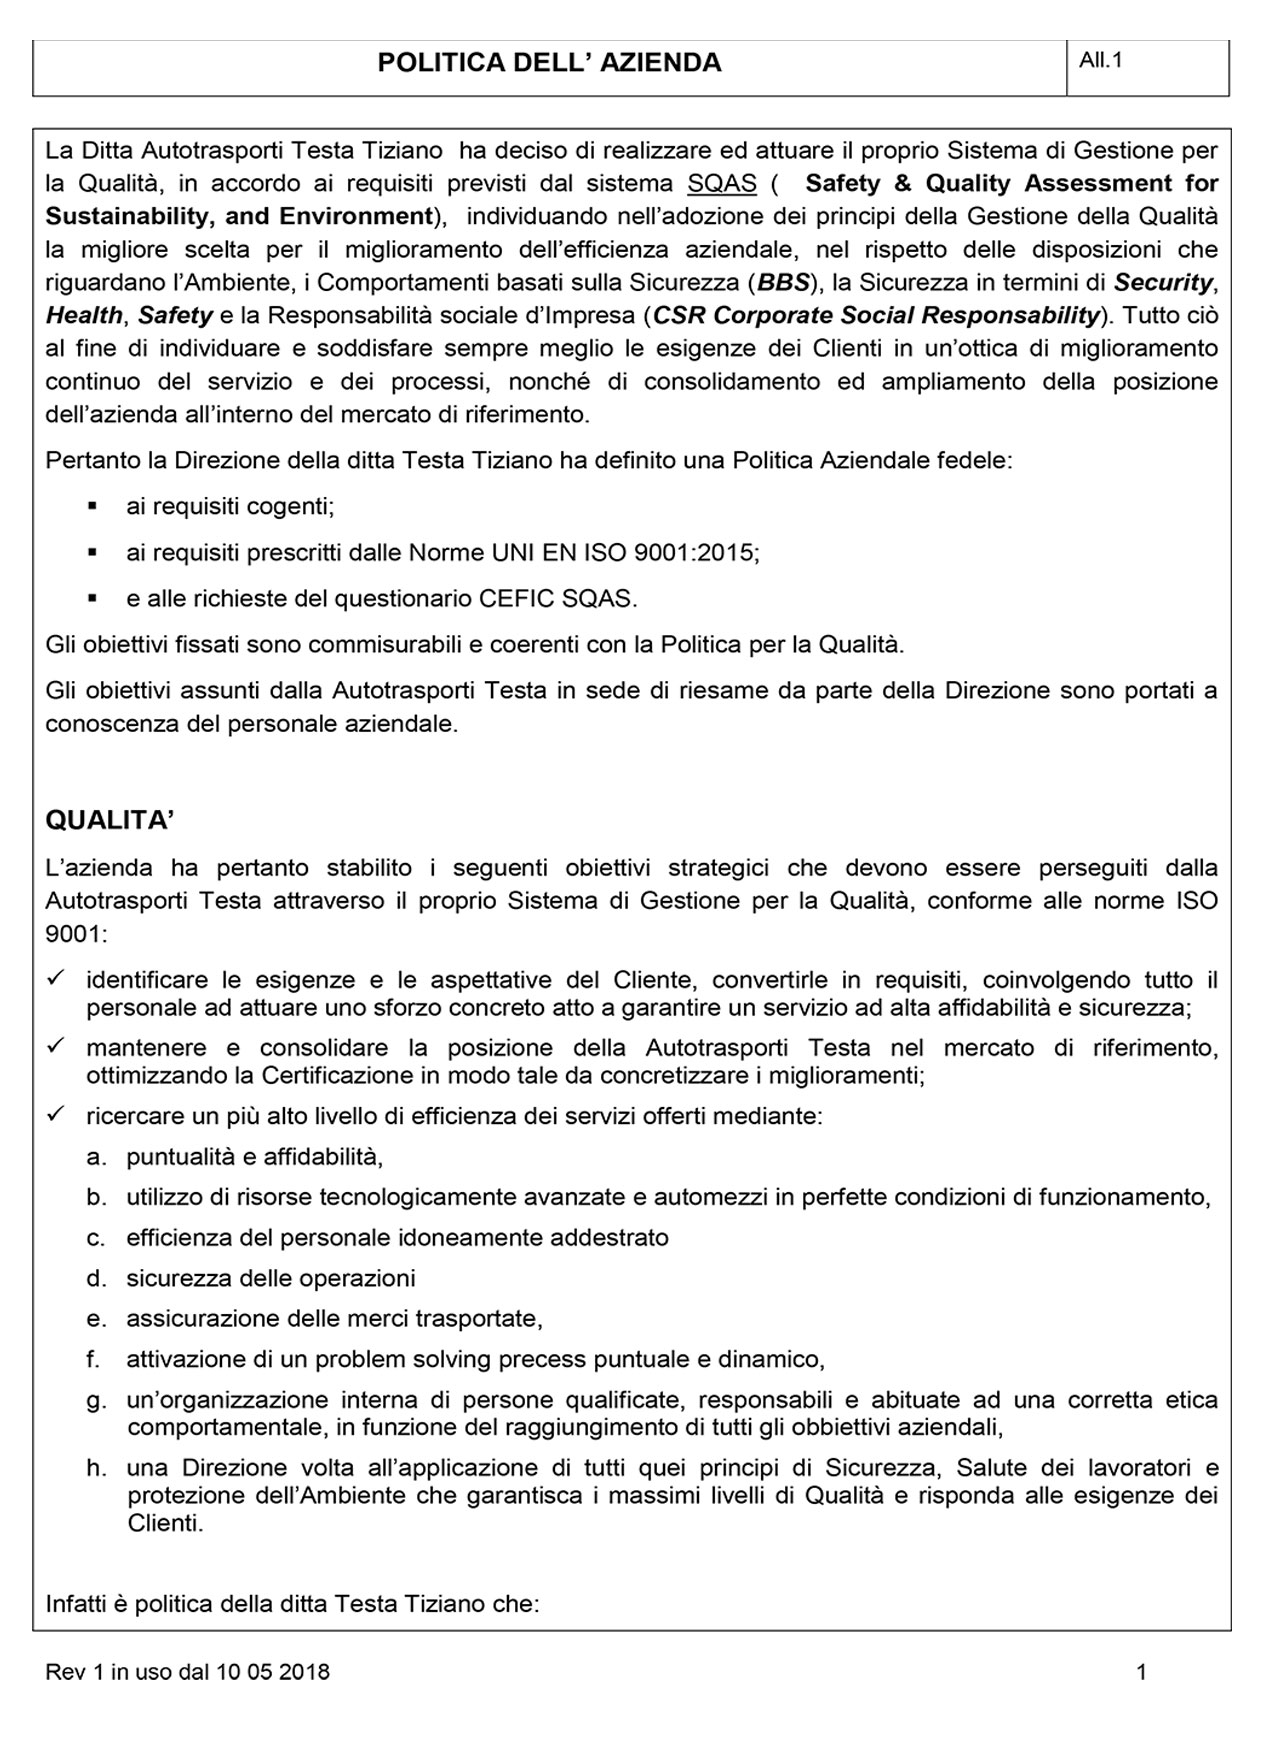 POLITICA DELL' AZIENDA
All.1
La Ditta Autotrasporti Testa Tiziano  ha deciso di realizzare ed attuare il proprio Sistema di Gestione per
la Qualità, in accordo ai requisiti previsti dal sistema SQAS (  Safety & Quality Assessment for
Sustainability, and Environment),  individuando nell'adozione dei principi della Gestione della Qualità
la migliore scelta per il miglioramento dell'efficienza aziendale, nel rispetto delle disposizioni che
riguardano l'Ambiente, i Comportamenti basati sulla Sicurezza (BBS), la Sicurezza in termini di Security,
Health, Safety e la Responsabilità sociale d'Impresa (CSR Corporate Social Responsability). Tutto ciò
al fine di individuare e soddisfare sempre meglio le esigenze dei Clienti in un'ottica di miglioramento
continuo del servizio e dei processi, nonché di consolidamento ed ampliamento della posizione
dell'azienda all'interno del mercato di riferimento.
Pertanto la Direzione della ditta Testa Tiziano ha definito una Politica Aziendale fedele:
▪ ai requisiti cogenti;
▪ ai requisiti prescritti dalle Norme UNI EN ISO 9001:2015;
▪ e alle richieste del questionario CEFIC SQAS.
Gli obiettivi fissati sono commisurabili e coerenti con la Politica per la Qualità.
Gli obiettivi assunti dalla Autotrasporti Testa in sede di riesame da parte della Direzione sono portati a
conoscenza del personale aziendale.
QUALITA'
L'azienda ha pertanto stabilito i seguenti obiettivi strategici che devono essere perseguiti dalla
Autotrasporti Testa attraverso il proprio Sistema di Gestione per la Qualità, conforme alle norme ISO
9001:
✓ identificare le esigenze e le aspettative del Cliente, convertirle in requisiti, coinvolgendo tutto il
personale ad attuare uno sforzo concreto atto a garantire un servizio ad alta affidabilità e sicurezza;
✓ mantenere e consolidare la posizione della Autotrasporti Testa nel mercato di riferimento,
ottimizzando la Certificazione in modo tale da concretizzare i miglioramenti;
✓ ricercare un più alto livello di efficienza dei servizi offerti mediante:
a. puntualità e affidabilità,
b. utilizzo di risorse tecnologicamente avanzate e automezzi in perfette condizioni di funzionamento,
c. efficienza del personale idoneamente addestrato
d. sicurezza delle operazioni
e. assicurazione delle merci trasportate,
f. attivazione di un problem solving precess puntuale e dinamico,
g. un'organizzazione interna di persone qualificate, responsabili e abituate ad una corretta etica
comportamentale, in funzione del raggiungimento di tutti gli obbiettivi aziendali,
h. una Direzione volta all'applicazione di tutti quei principi di Sicurezza, Salute dei lavoratori e
protezione dell'Ambiente che garantisca i massimi livelli di Qualità e risponda alle esigenze dei
Clienti.
Infatti è politica della ditta Testa Tiziano che:
Rev 1 in uso dal 10 05 2018
1